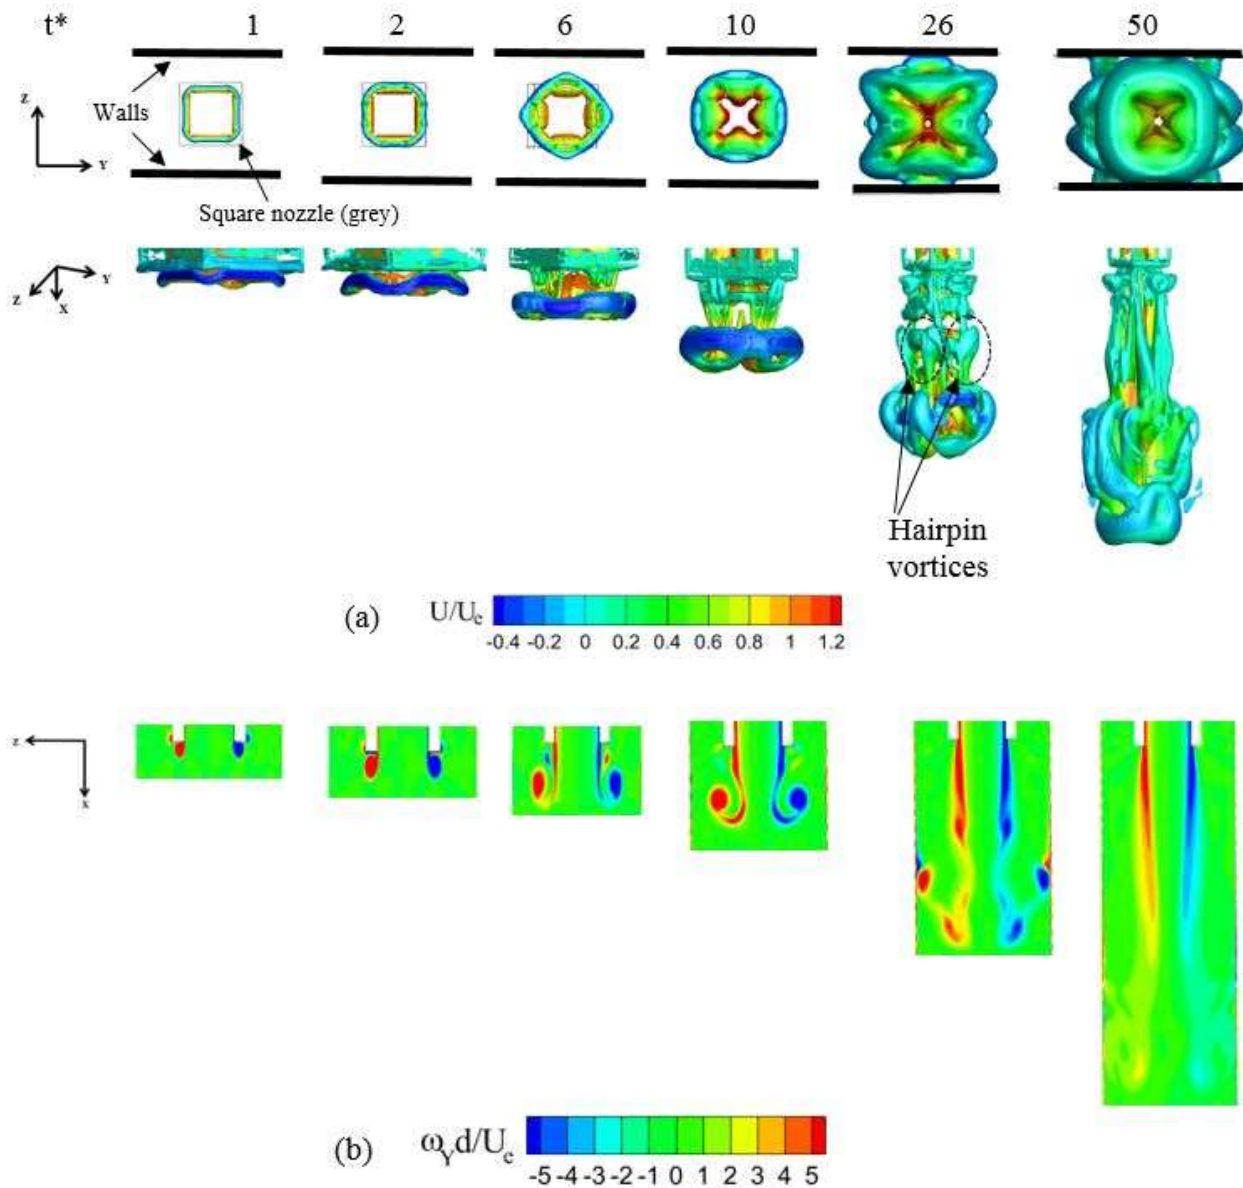 t* 1 2 6 10 26 50
Walls
Z
Y
Square nozzle (grey)
Z Y
X
Hairpin
vortices
(a) U/Uc
-0.4 -0.2 0 0.2 0.4 0.6 0.8 1 1.2
Z
X
(b) ωYd/Uc
-5 -4 -3 -2 -1 0 1 2 3 4 5